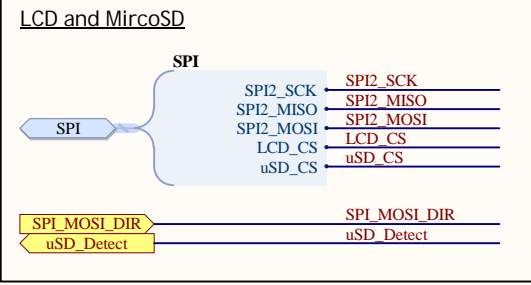 LCD and MircoSD
SPI
SPI2_SCK SPI2_SCK
SPI2_MISO SPI2_MISO
SPI SPI2_MOSI SPI2_MOSI
LCD_CS LCD_CS
uSD_CS uSD_CS
SPI_MOSI_DIR SPI_MOSI_DIR
uSD_Detect uSD_Detect